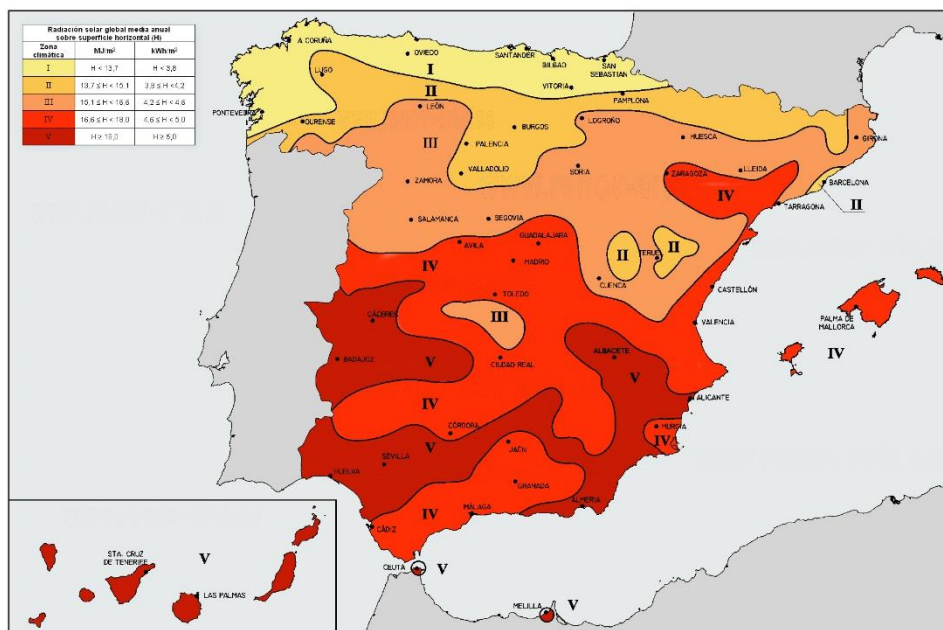 Radiación solar global media anual
sobre superficie horizontal (H)
Zona climática MJ/m² kWh/m²
I H < 13,7 H < 3,8
II 13,7 ≤ H < 15,1 3,8 ≤ H < 4,2
III 15,1 ≤ H < 16,6 4,2 ≤ H < 4,6
IV 16,6 ≤ H < 18,0 4,6 ≤ H < 5,0
V H ≥ 18,0 H ≥ 5,0
A CORUÑA
OVIEDO
SANTANDER
BILBAO
SAN
SEBASTIAN
LUGO
I
II
VITORIA
PAMPLONA
PONTEVEDRA
OURENSE
LEÓN
BURGOS
LOGROÑO
HUESCA
GIRONA
III
PALENCIA
VALLADOLID
ZAMORA
SORIA
ZARAGOZA
LLEIDA
BARCELONA
IV
II
TARRAGONA
SALAMANCA
SEGOVIA
AVILA
GUADALAJARA
MADRID
IV
II
TERUEL
II
CUENCA
CASTELLÓN
TOLEDO
III
VALENCIA
PALMA DE
MALLORCA
IV
CÁCERES
BADAJOZ
V
CIUDAD REAL
ALBACETE
V
ALICANTE
IV
CÓRDOBA
MURCIA
IV
V
JAÉN
SEVILLA
HUELVA
GRANADA
ALMERIA
MÁLAGA
IV
CÁDIZ
CEUTA
V
MELILLA
V
STA. CRUZ
DE TENERIFE
V
LAS PALMAS